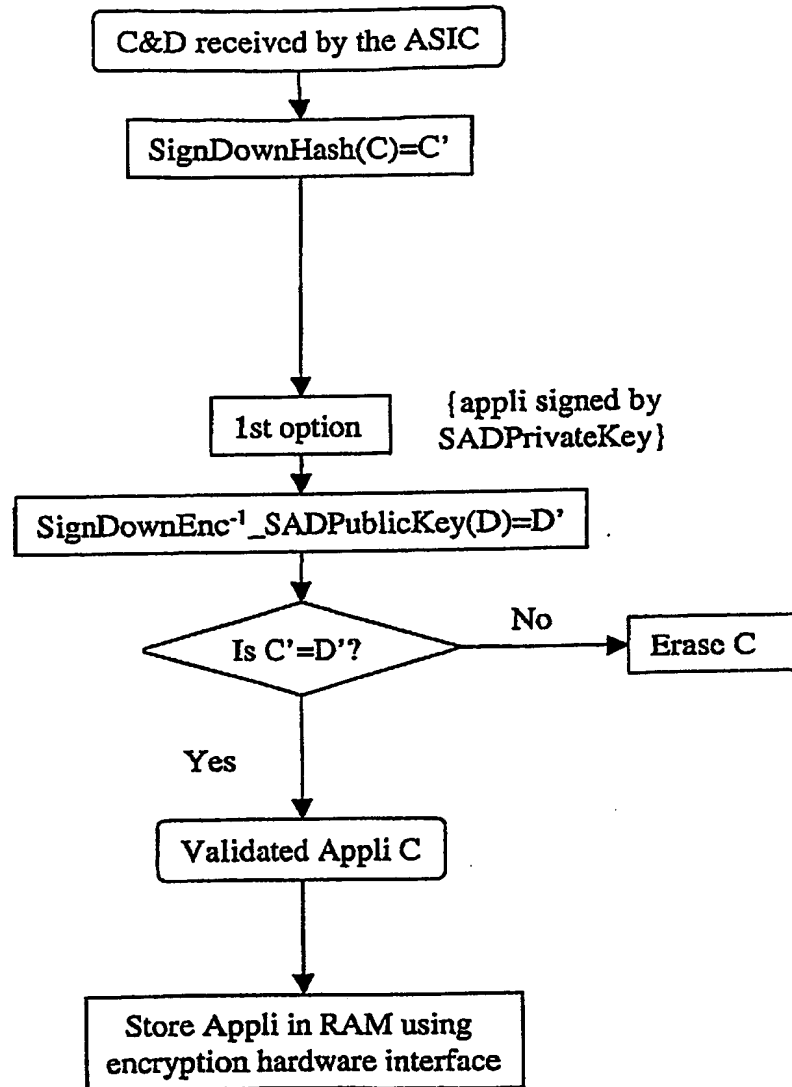 C&D received by the ASIC
SignDownHash(C)=C’
1st option
{appli signed by
SADPrivateKey}
SignDownEnc⁻¹_SADPublicKey(D)=D’
Is C’=D’?
No
Erase C
Yes
Validated Appli C
Store Appli in RAM using
encryption hardware interface